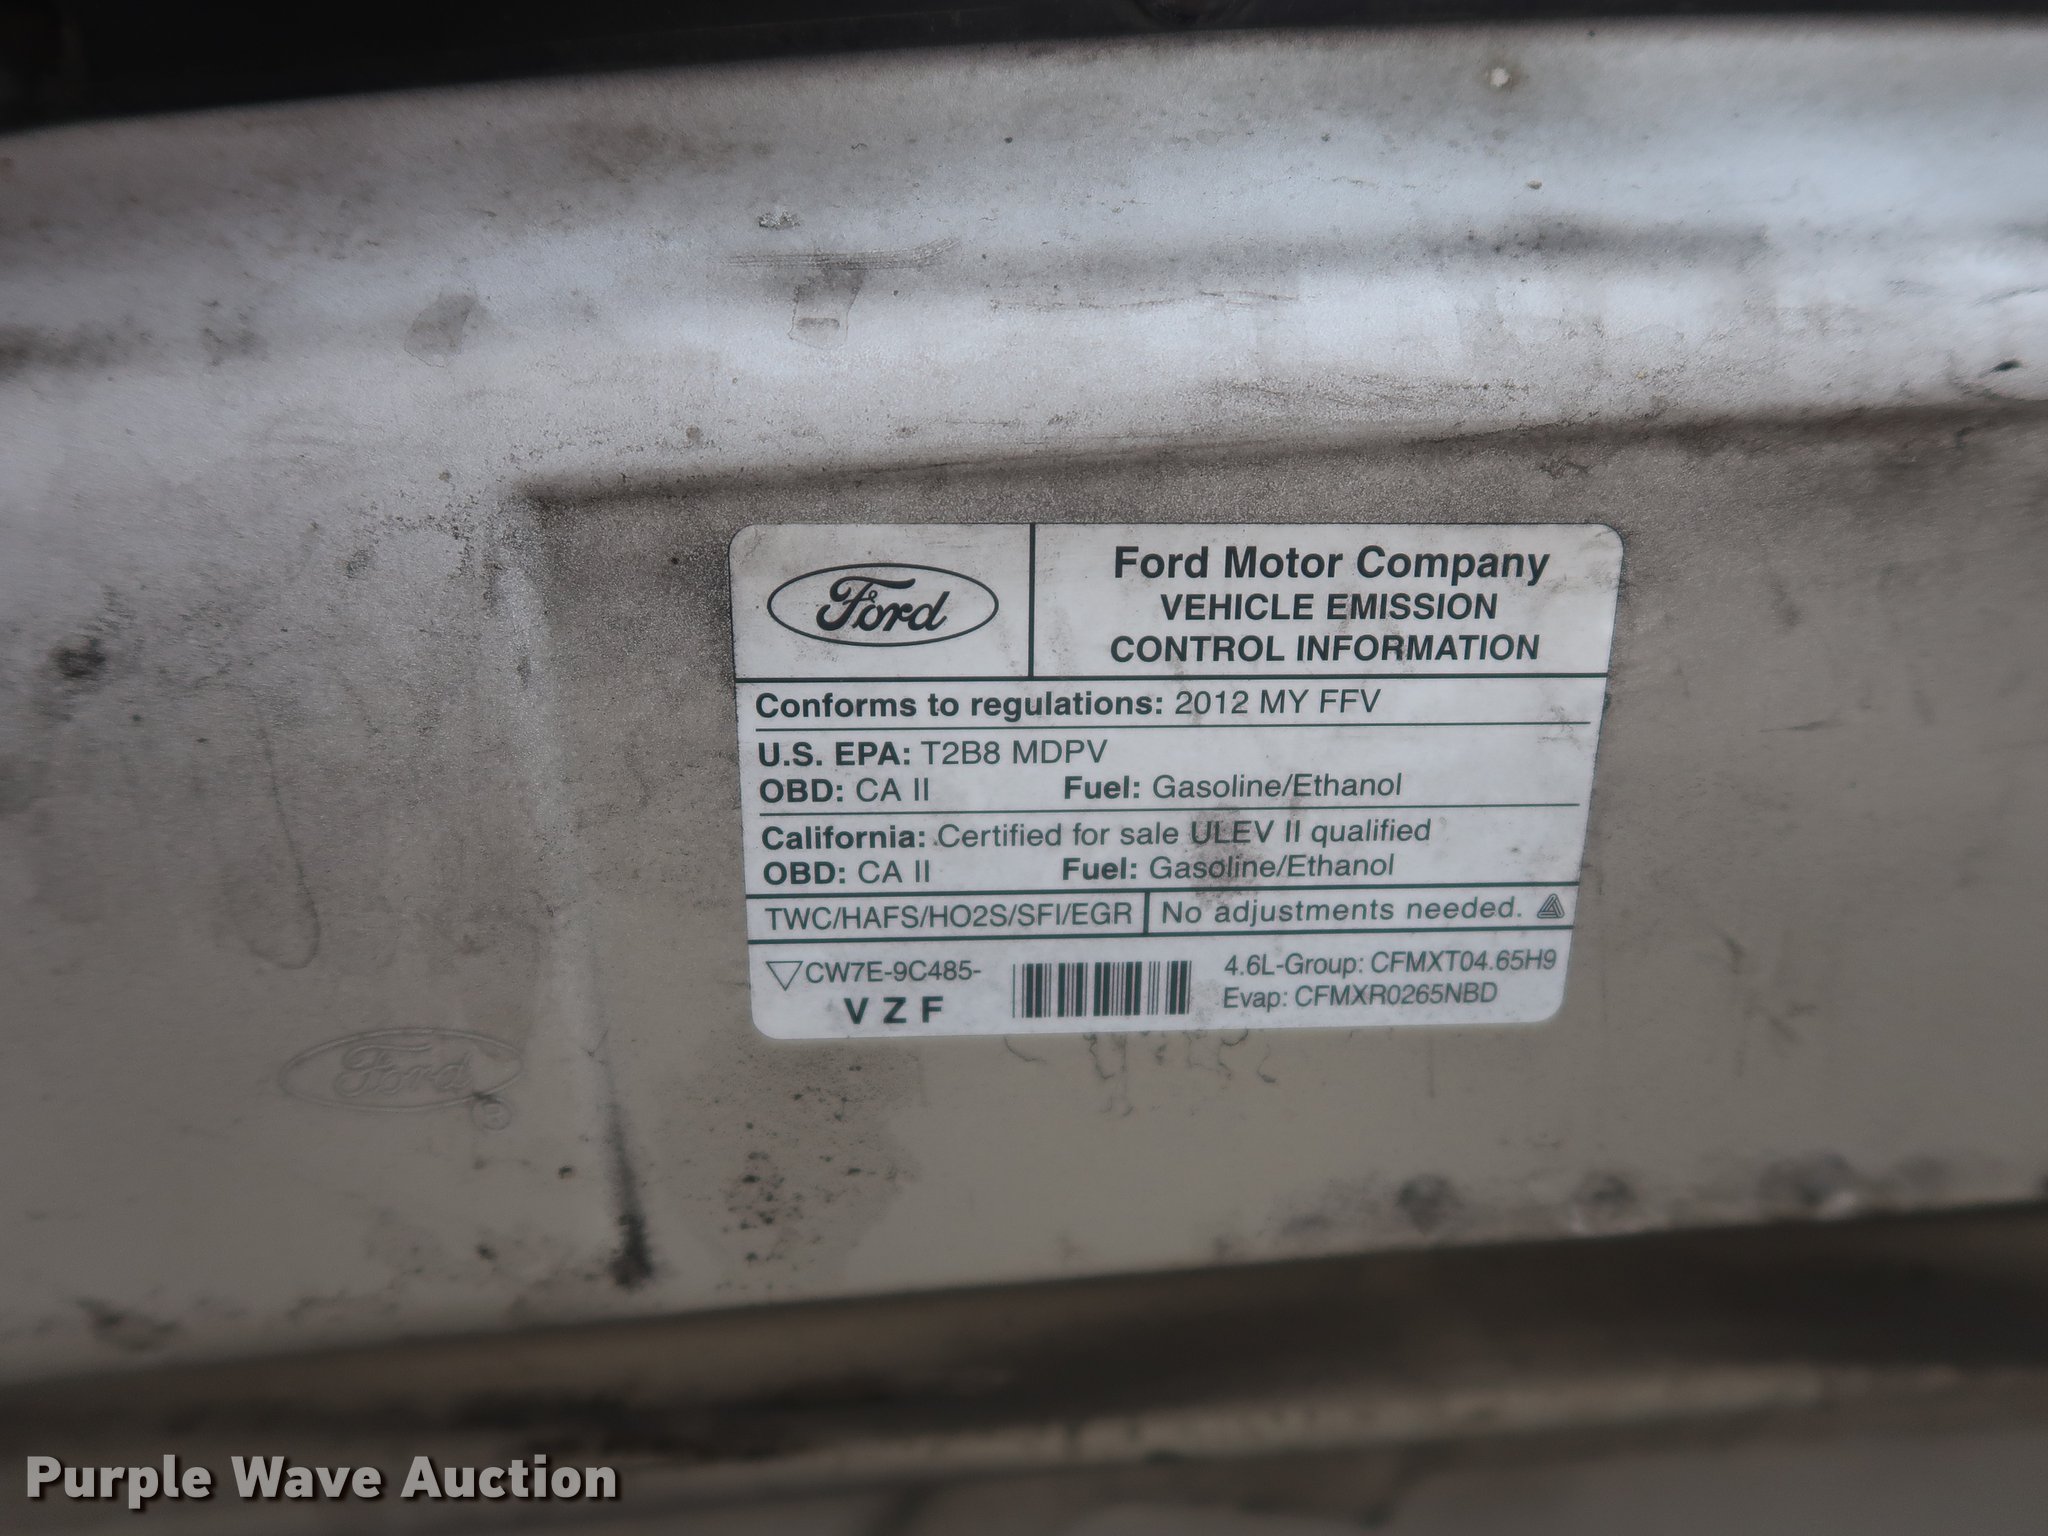 Ford
Ford Motor Company
VEHICLE EMISSION
CONTROL INFORMATION
Conforms to regulations: 2012 MY FFV
U.S. EPA: T2B8 MDPV
OBD: CA II Fuel: Gasoline/Ethanol
California: Certified for sale ULEV II qualified
OBD: CA II Fuel: Gasoline/Ethanol
TWC/HAFS/HO2S/SFI/EGR No adjustments needed.
CW7E-9C485-
VZF
4.6L-Group: CFMXT04.65H9
Evap: CFMXR0265NBD
Ford
®
Purple Wave Auction